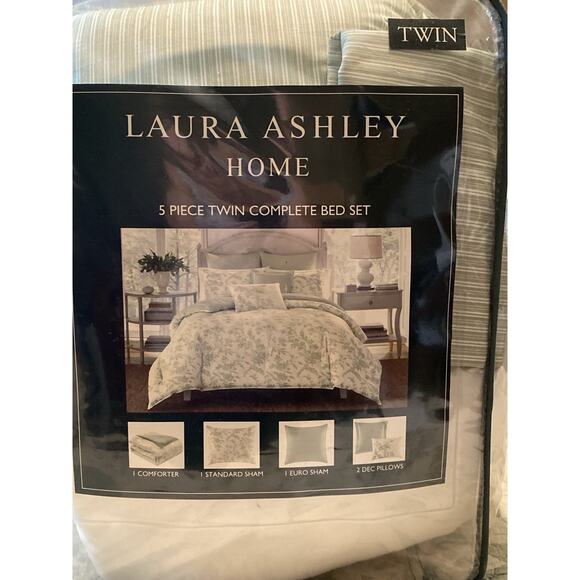 TWIN
LAURA ASHLEY
HOME
5 PIECE TWIN COMPLETE BED SET
1 COMFORTER
1 STANDARD SHAM
1 EURO SHAM
2 DEC PILLOWS